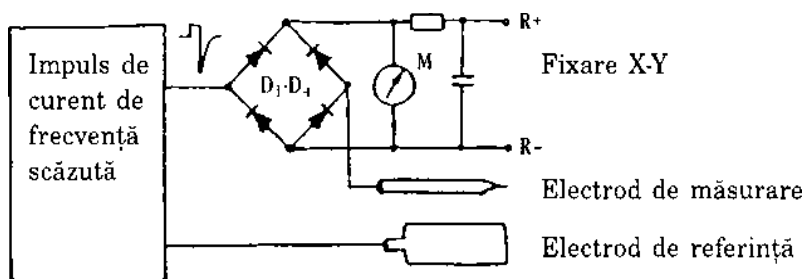 Impuls de
curent de
frecvență
scăzută
D₁-D₄
M
R+
Fixare X-Y
R-
Electrod de măsurare
Electrod de referință